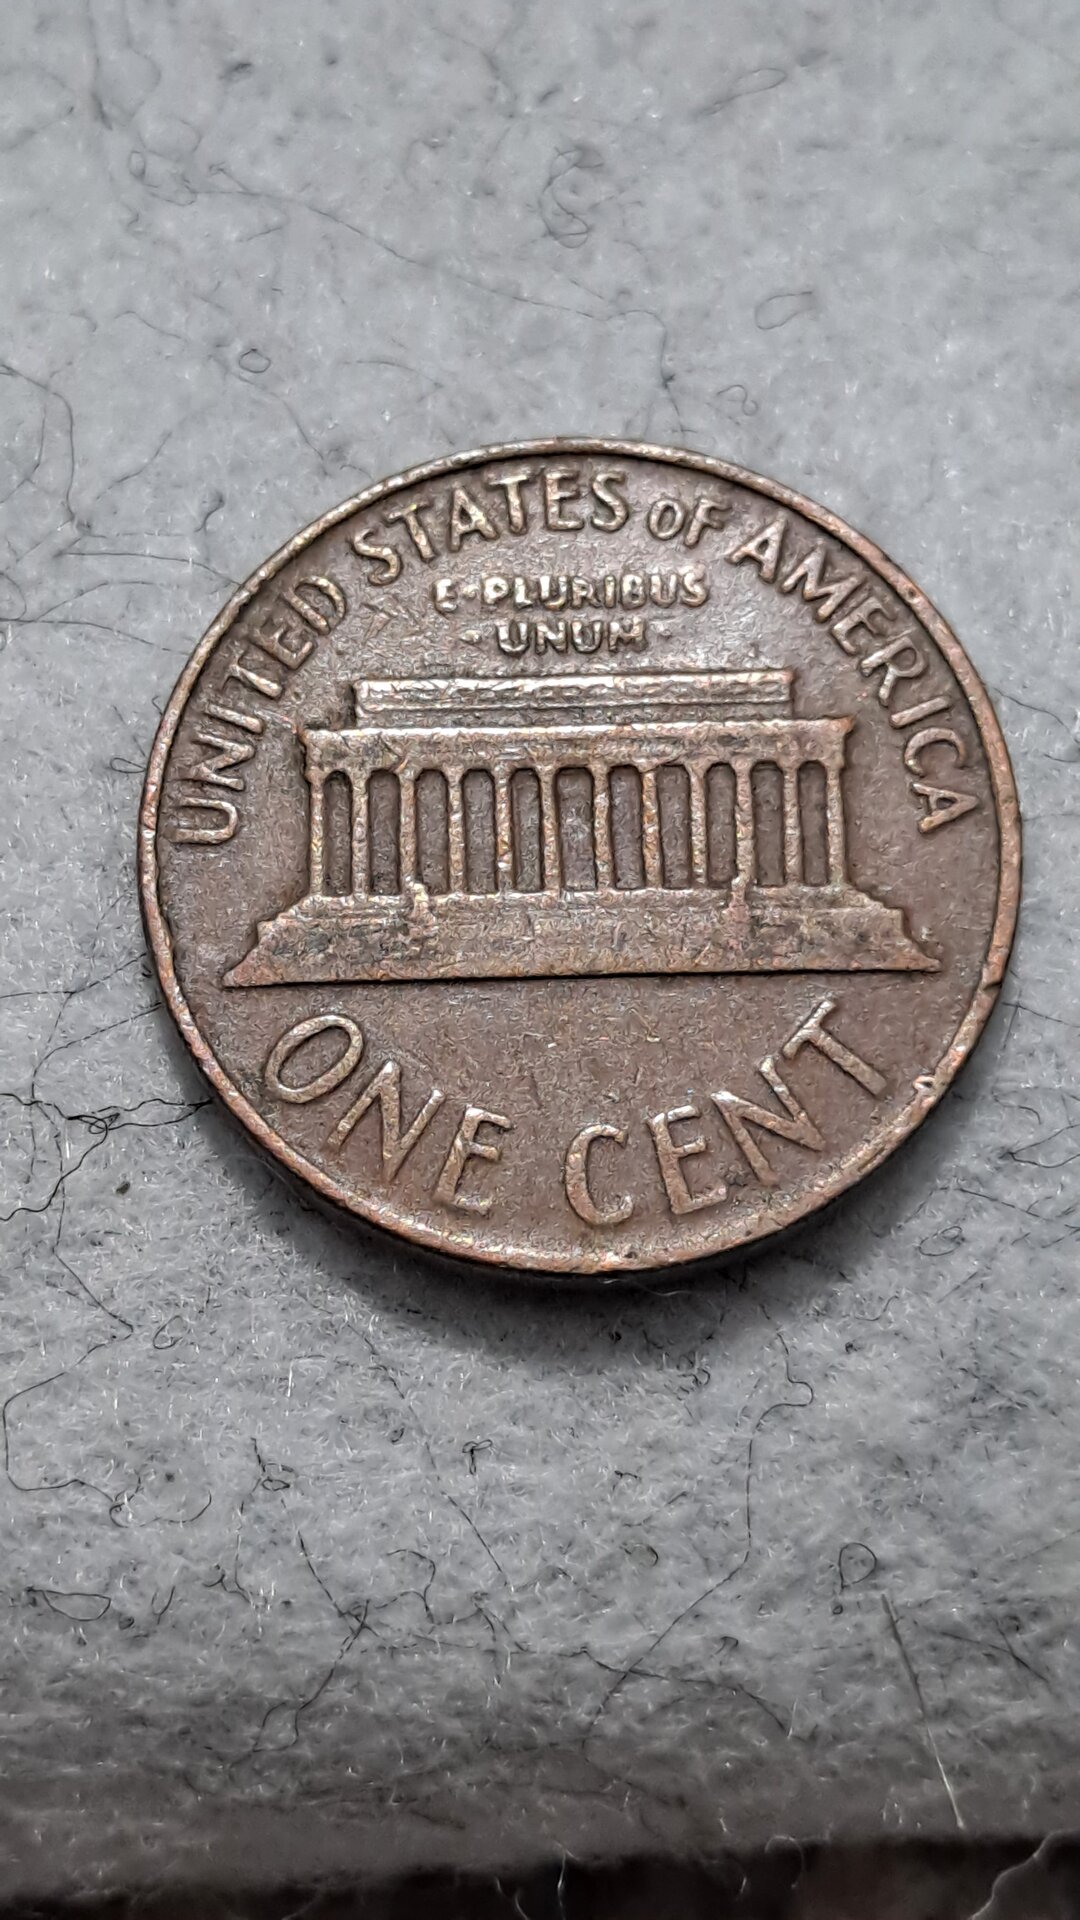 UNITED STATES OF AMERICA
E·PLURIBUS
·UNUM·
ONE CENT